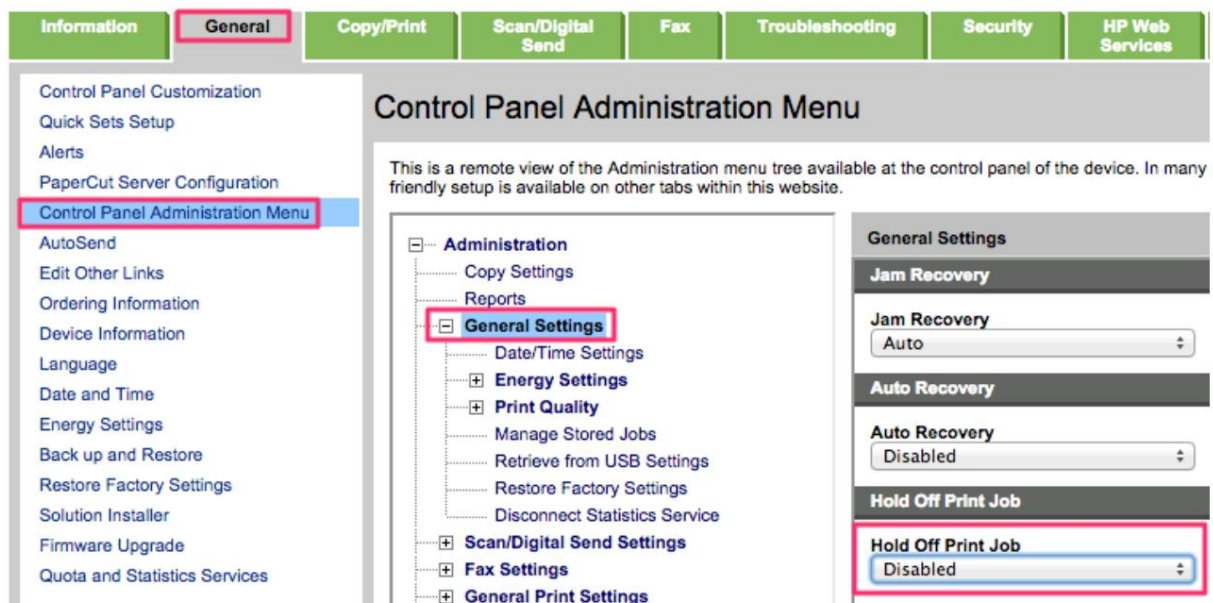 Information
General
Copy/Print
Scan/Digital
Send
Fax
Troubleshooting
Security
HP Web
Services
Control Panel Customization
Quick Sets Setup
Alerts
PaperCut Server Configuration
Control Panel Administration Menu
AutoSend
Edit Other Links
Ordering Information
Device Information
Language
Date and Time
Energy Settings
Back up and Restore
Restore Factory Settings
Solution Installer
Firmware Upgrade
Quota and Statistics Services
Control Panel Administration Menu
This is a remote view of the Administration menu tree available at the control panel of the device. In many
friendly setup is available on other tabs within this website.
Administration
Copy Settings
Reports
General Settings
Date/Time Settings
Energy Settings
Print Quality
Manage Stored Jobs
Retrieve from USB Settings
Restore Factory Settings
Disconnect Statistics Service
Scan/Digital Send Settings
Fax Settings
General Print Settings
General Settings
Jam Recovery
Jam Recovery
Auto
Auto Recovery
Auto Recovery
Disabled
Hold Off Print Job
Hold Off Print Job
Disabled